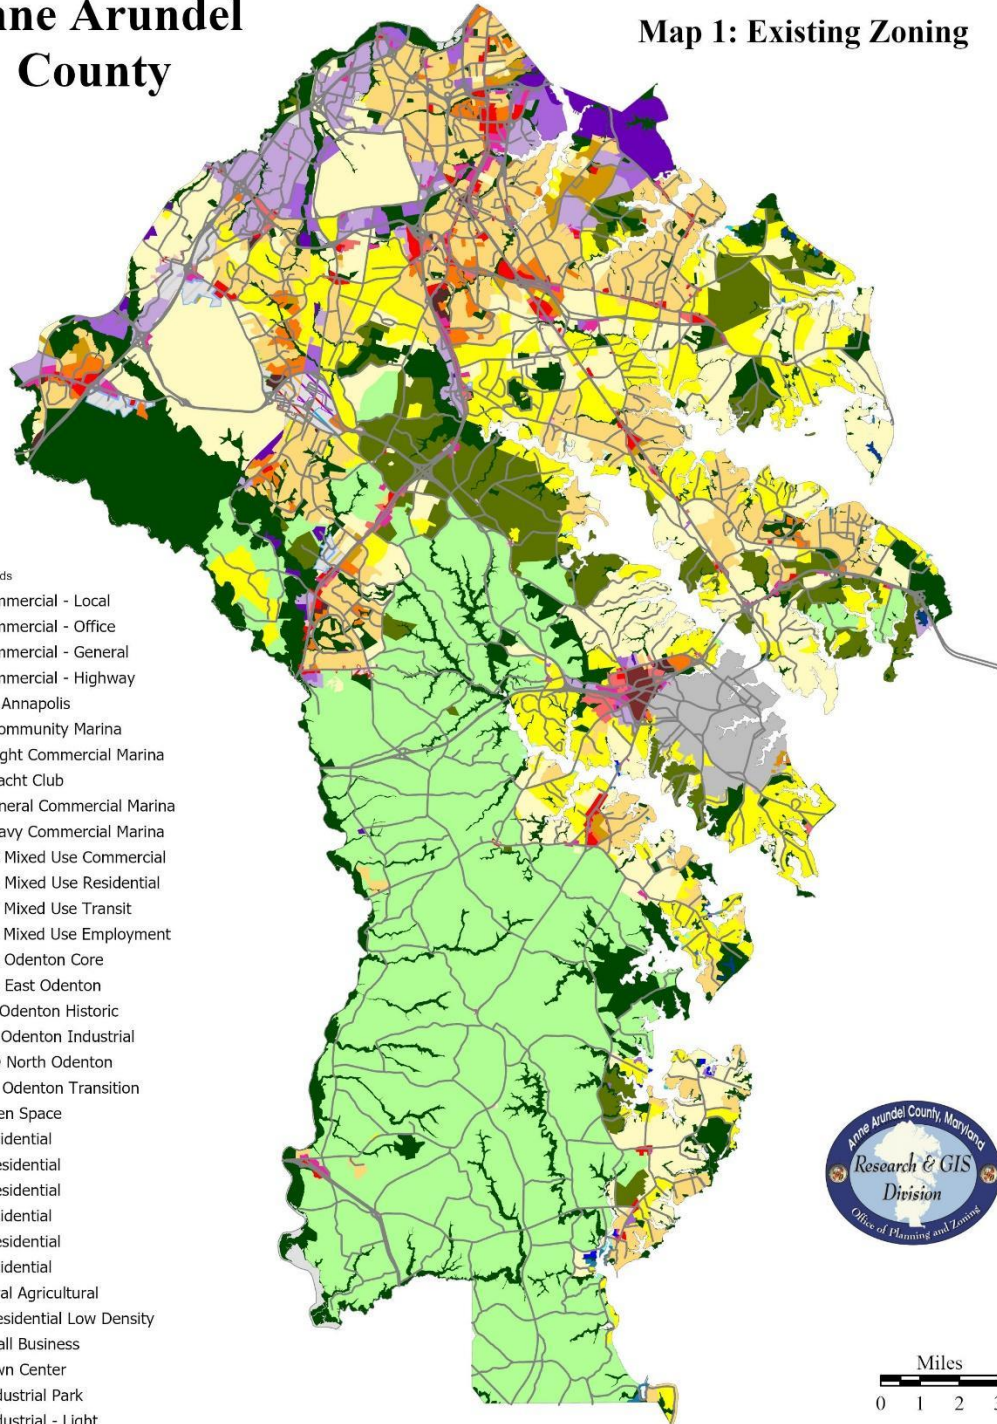 nne Arundel
County
Map 1: Existing Zoning
ds
mmercial - Local
mmercial - Office
mmercial - General
mmercial - Highway
Annapolis
ommunity Marina
ght Commercial Marina
acht Club
neral Commercial Marina
avy Commercial Marina
Mixed Use Commercial
Mixed Use Residential
Mixed Use Transit
Mixed Use Employment
Odenton Core
East Odenton
Odenton Historic
Odenton Industrial
North Odenton
Odenton Transition
en Space
idential
esidential
esidential
idential
esidential
idential
al Agricultural
esidential Low Density
all Business
wn Center
dustrial Park
dustrial - Light
Anne Arundel County, Maryland
Research & GIS
Division
Office of Planning and Zoning
Miles
0 1 2 3